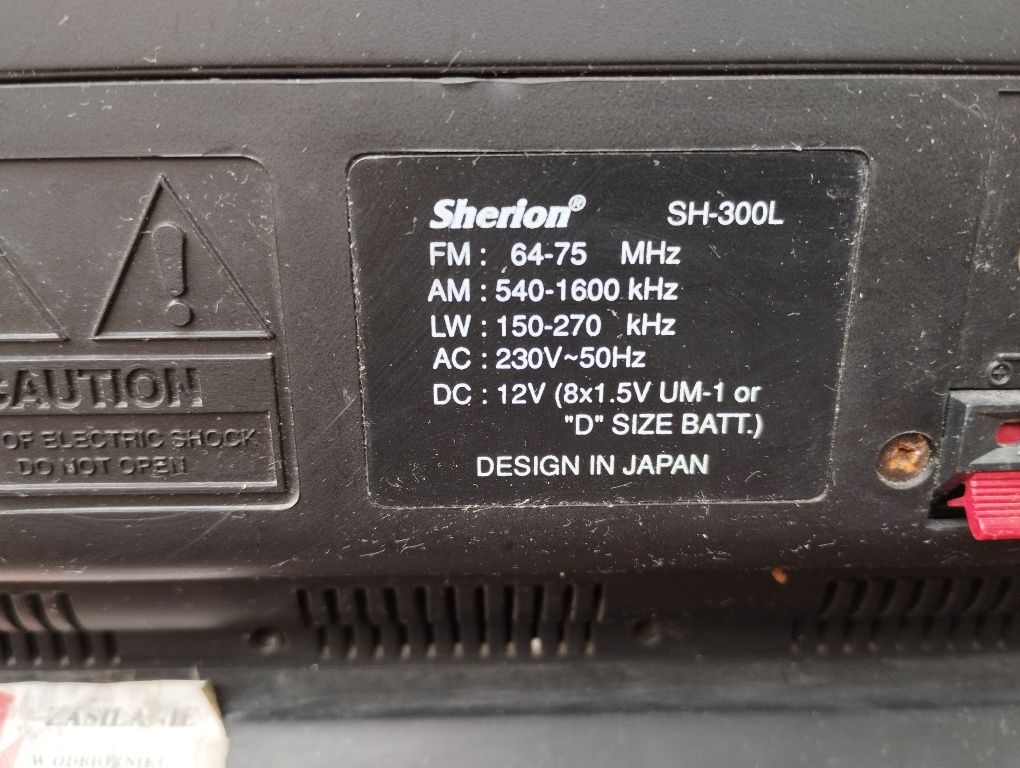 Sherion® SH-300L
FM : 64-75 MHz
AM : 540-1600 kHz
LW : 150-270 kHz
AC : 230V~50Hz
DC : 12V (8x1.5V UM-1 or
"D" SIZE BATT.)
DESIGN IN JAPAN
CAUTION
OF ELECTRIC SHOCK
DO NOT OPEN
ZASILANIE
W ODBIORNIKU